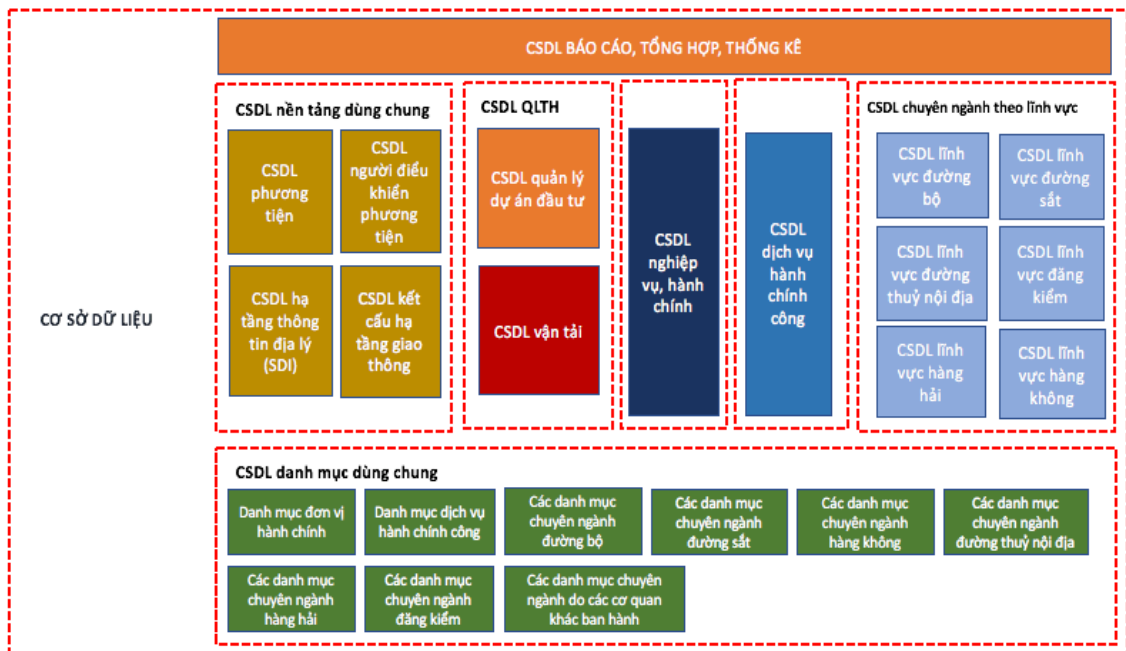 CSDL BÁO CÁO, TỔNG HỢP, THỐNG KÊ
CƠ SỞ DỮ LIỆU
CSDL nền tảng dùng chung
CSDL
phương
tiện
CSDL
người điều
khiển
phương
tiện
CSDL hạ
tầng thông
tin địa lý
(SDI)
CSDL kết
cấu hạ
tầng giao
thông
CSDL QLTH
CSDL quản lý
dự án đầu tư
CSDL vận tải
CSDL
nghiệp
vụ, hành
chính
CSDL
dịch vụ
hành
chính
công
CSDL chuyên ngành theo lĩnh vực
CSDL lĩnh
vực đường
bộ
CSDL lĩnh
vực đường
sắt
CSDL lĩnh
vực đường
thuỷ nội địa
CSDL lĩnh
vực đăng
kiểm
CSDL lĩnh
vực hàng
hải
CSDL lĩnh
vực hàng
không
CSDL danh mục dùng chung
Danh mục đơn vị
hành chính
Danh mục dịch vụ
hành chính công
Các danh mục
chuyên ngành
đường bộ
Các danh mục
chuyên ngành
đường sắt
Các danh mục
chuyên ngành
hàng không
Các danh mục
chuyên ngành
đường thuỷ nội địa
Các danh mục
chuyên ngành
hàng hải
Các danh mục
chuyên ngành
đăng kiểm
Các danh mục chuyên
ngành do các cơ quan
khác ban hành